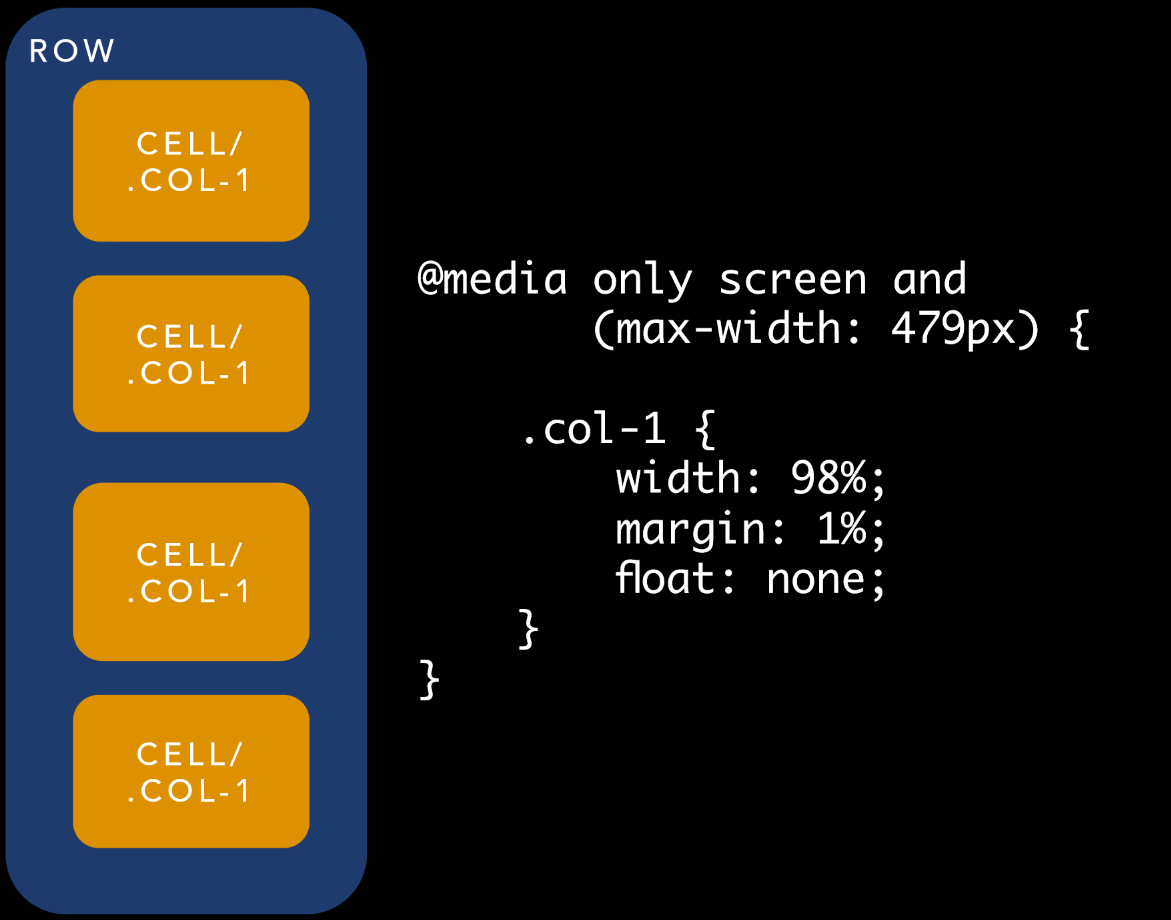 ROW
CELL/
.COL-1
CELL/
.COL-1
CELL/
.COL-1
CELL/
.COL-1
@media only screen and
(max-width: 479px) {
.col-1 {
width: 98%;
margin: 1%;
float: none;
}
}